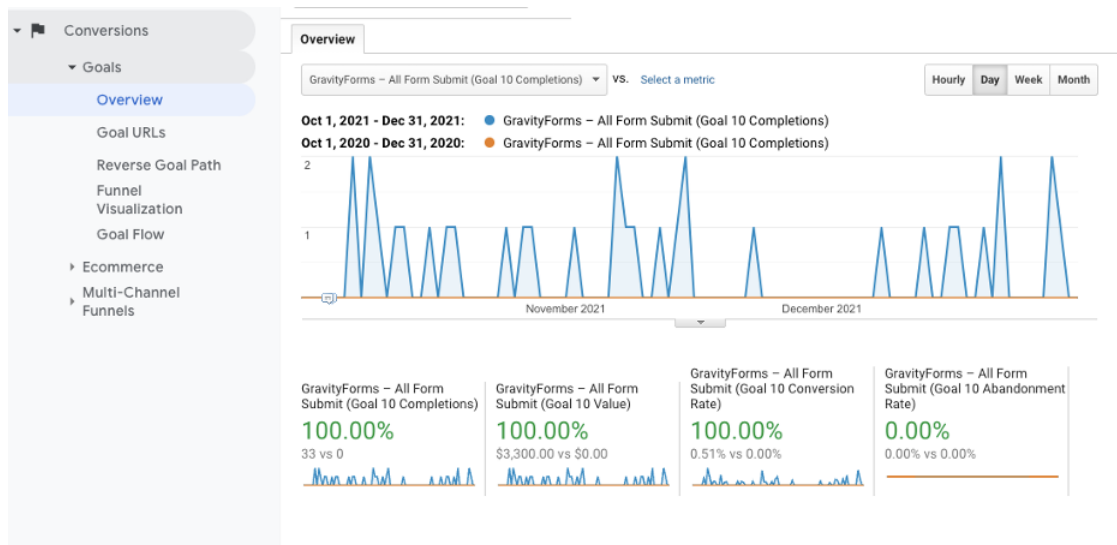 Conversions
Goals
Overview
Goal URLs
Reverse Goal Path
Funnel
Visualization
Goal Flow
Ecommerce
Multi-Channel
Funnels
Overview
GravityForms – All Form Submit (Goal 10 Completions) VS. Select a metric
Hourly Day Week Month
Oct 1, 2021 - Dec 31, 2021: GravityForms – All Form Submit (Goal 10 Completions)
Oct 1, 2020 - Dec 31, 2020: GravityForms – All Form Submit (Goal 10 Completions)
2
1
November 2021 December 2021
GravityForms – All Form
Submit (Goal 10 Completions)
100.00%
33 vs 0
GravityForms – All Form
Submit (Goal 10 Value)
100.00%
$3,300.00 vs $0.00
GravityForms – All Form
Submit (Goal 10 Conversion
Rate)
100.00%
0.51% vs 0.00%
GravityForms – All Form
Submit (Goal 10 Abandonment
Rate)
0.00%
0.00% vs 0.00%